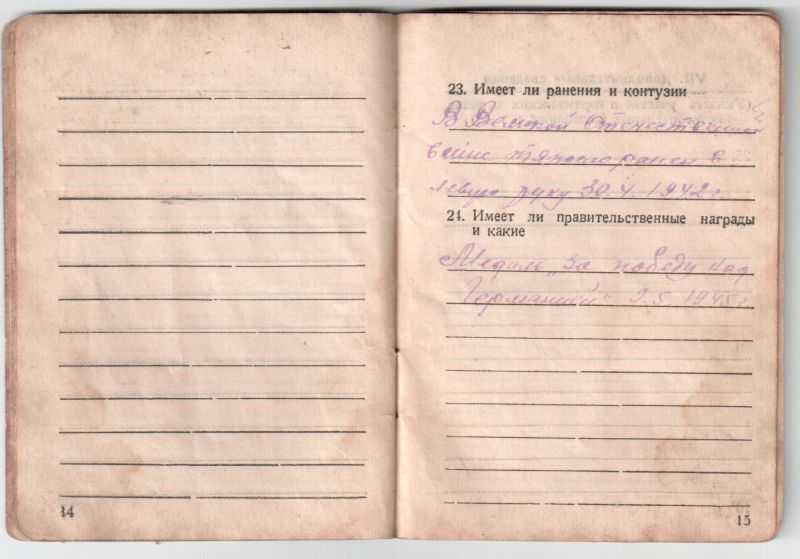 14
23. Имеет ли ранения и контузии
В Великой Отечественной
войне тяжело ранен в
левую руку 30.4.1942 г.
24. Имеет ли правительственные награды
и какие
Медаль „За победу над
Германией" 9.5.1945 г.
15